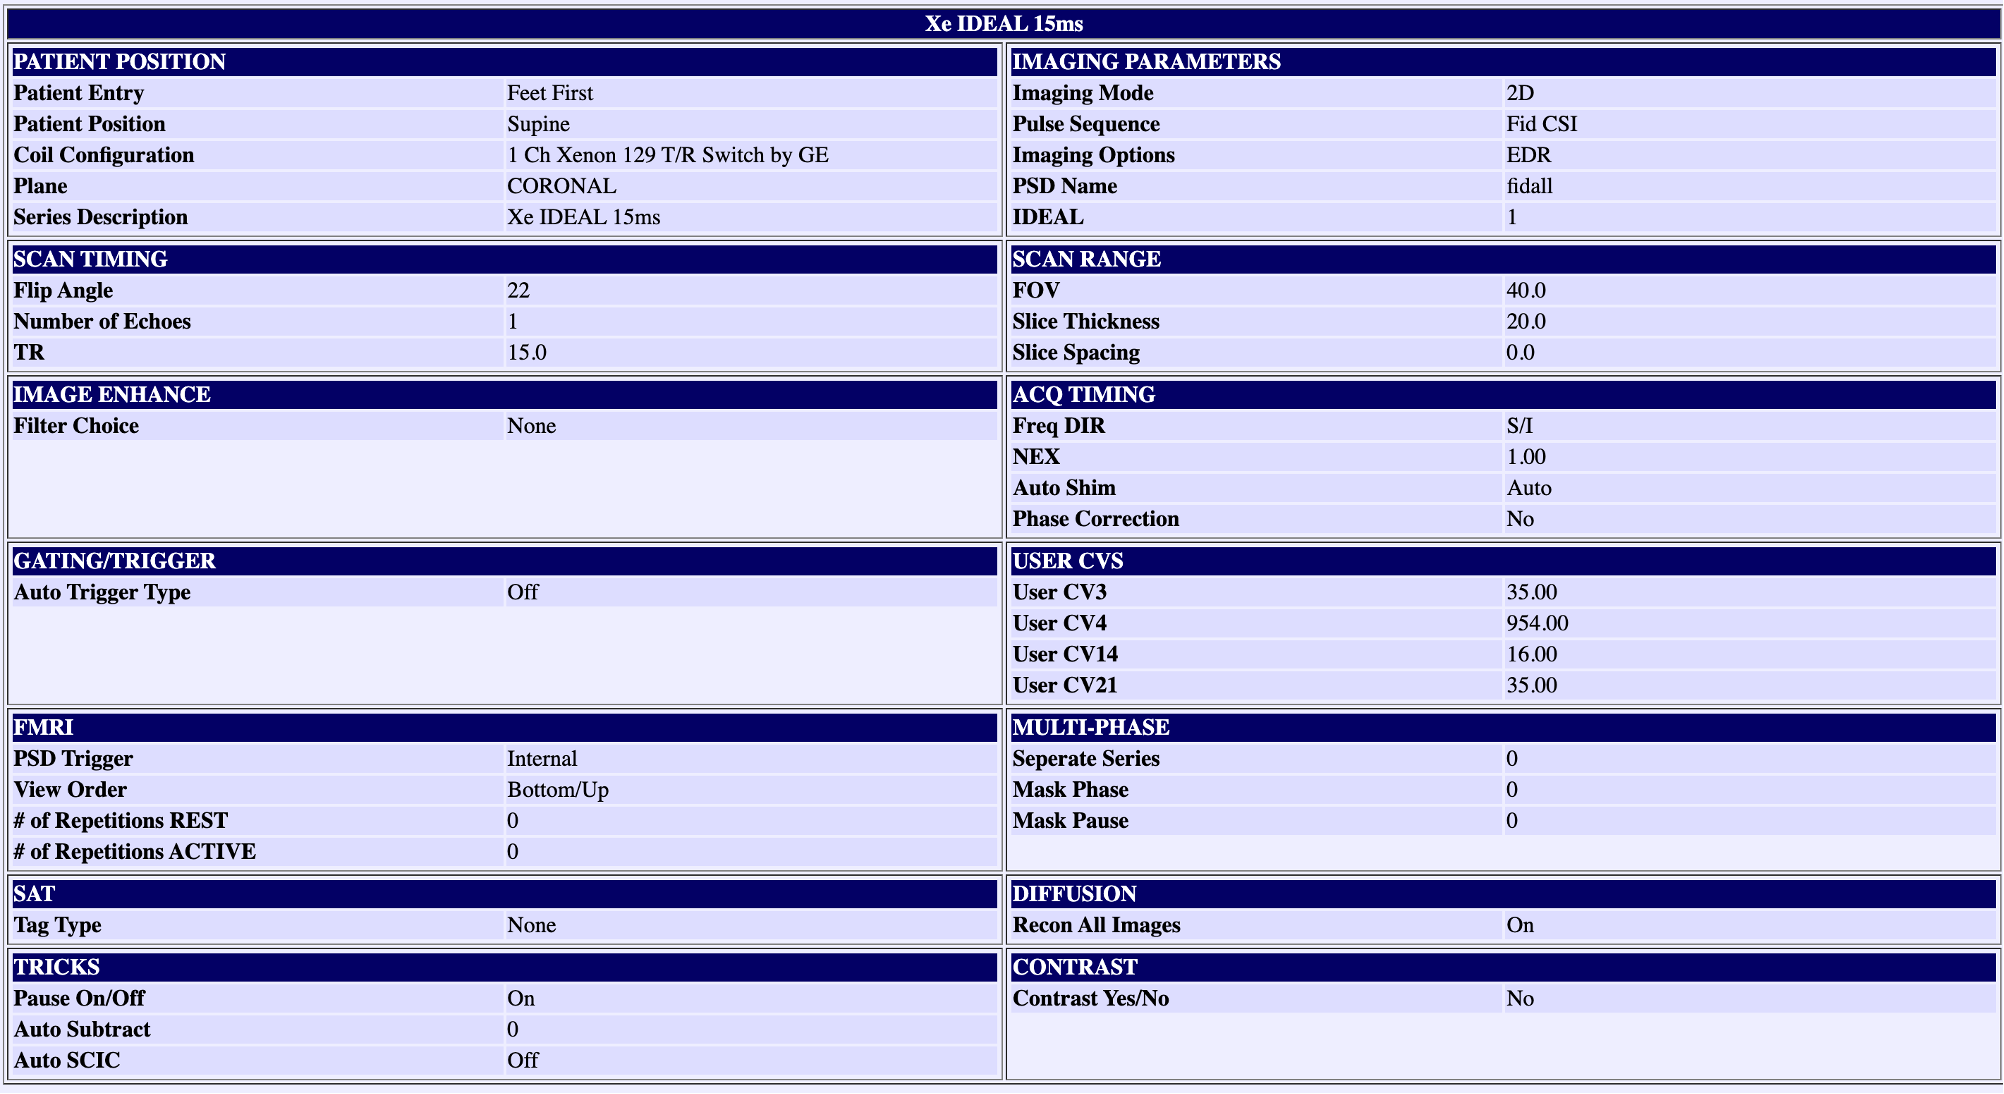 Xe IDEAL 15ms
PATIENT POSITION
Patient Entry Feet First
Patient Position Supine
Coil Configuration 1 Ch Xenon 129 T/R Switch by GE
Plane CORONAL
Series Description Xe IDEAL 15ms
IMAGING PARAMETERS
Imaging Mode 2D
Pulse Sequence Fid CSI
Imaging Options EDR
PSD Name fidall
IDEAL 1
SCAN TIMING
Flip Angle 22
Number of Echoes 1
TR 15.0
SCAN RANGE
FOV 40.0
Slice Thickness 20.0
Slice Spacing 0.0
IMAGE ENHANCE
Filter Choice None
ACQ TIMING
Freq DIR S/I
NEX 1.00
Auto Shim Auto
Phase Correction No
GATING/TRIGGER
Auto Trigger Type Off
USER CVS
User CV3 35.00
User CV4 954.00
User CV14 16.00
User CV21 35.00
FMRI
PSD Trigger Internal
View Order Bottom/Up
# of Repetitions REST 0
# of Repetitions ACTIVE 0
MULTI-PHASE
Seperate Series 0
Mask Phase 0
Mask Pause 0
SAT
Tag Type None
DIFFUSION
Recon All Images On
TRICKS
Pause On/Off On
Auto Subtract 0
Auto SCIC Off
CONTRAST
Contrast Yes/No No